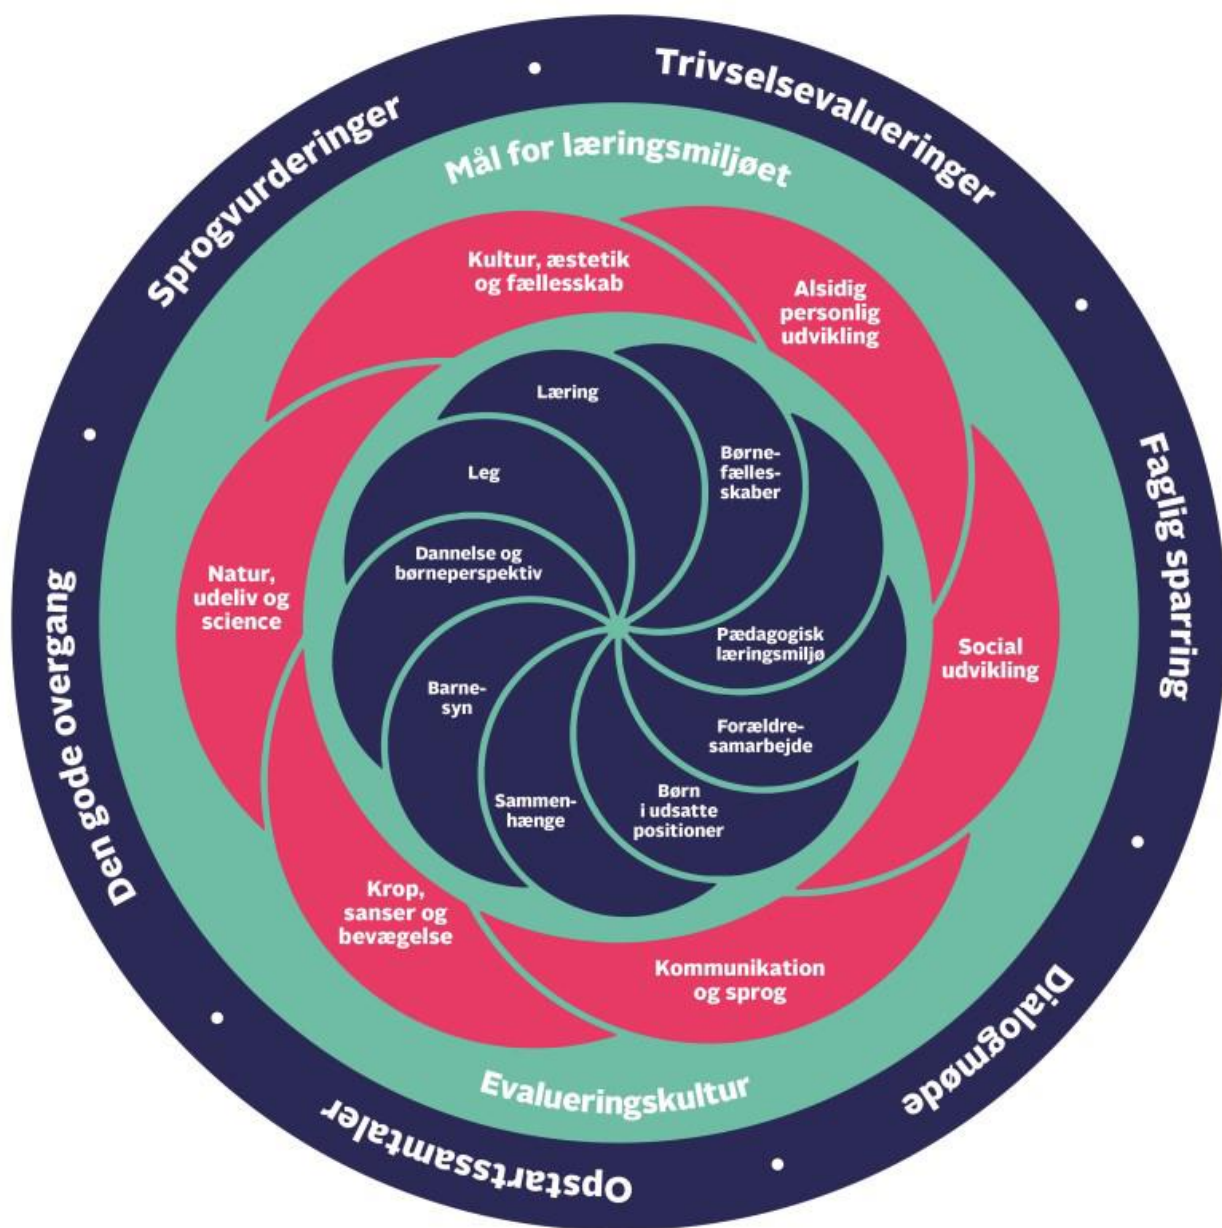 Trivselsevalueringer
Faglig sparring
Dialogmøde
Opstartssamtaler
Den gode overgang
Sprogvurderinger
Mål for læringsmiljøet
Evalueringskultur
Kultur, æstetik
og fællesskab
Alsidig
personlig
udvikling
Social
udvikling
Kommunikation
og sprog
Krop,
sanser og
bevægelse
Natur,
udeliv og
science
Læring
Børne-
fælles-
skaber
Pædagogisk
læringsmiljø
Forældre-
samarbejde
Børn
i udsatte
positioner
Sammen-
hænge
Barne-
syn
Dannelse og
børneperspektiv
Leg